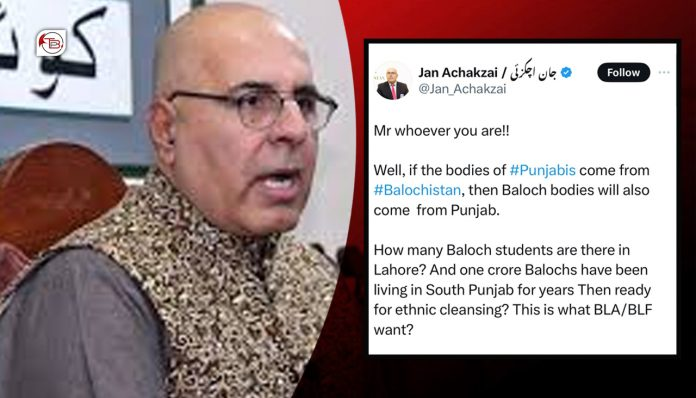 Jan Achakzai / جان اچکزئی
Follow
@Jan_Achakzai
Mr whoever you are!!
Well, if the bodies of #Punjabis come from
#Balochistan, then Baloch bodies will also
come from Punjab.
How many Baloch students are there in
Lahore? And one crore Balochs have been
living in South Punjab for years Then ready
for ethnic cleansing? This is what BLA/BLF
want?